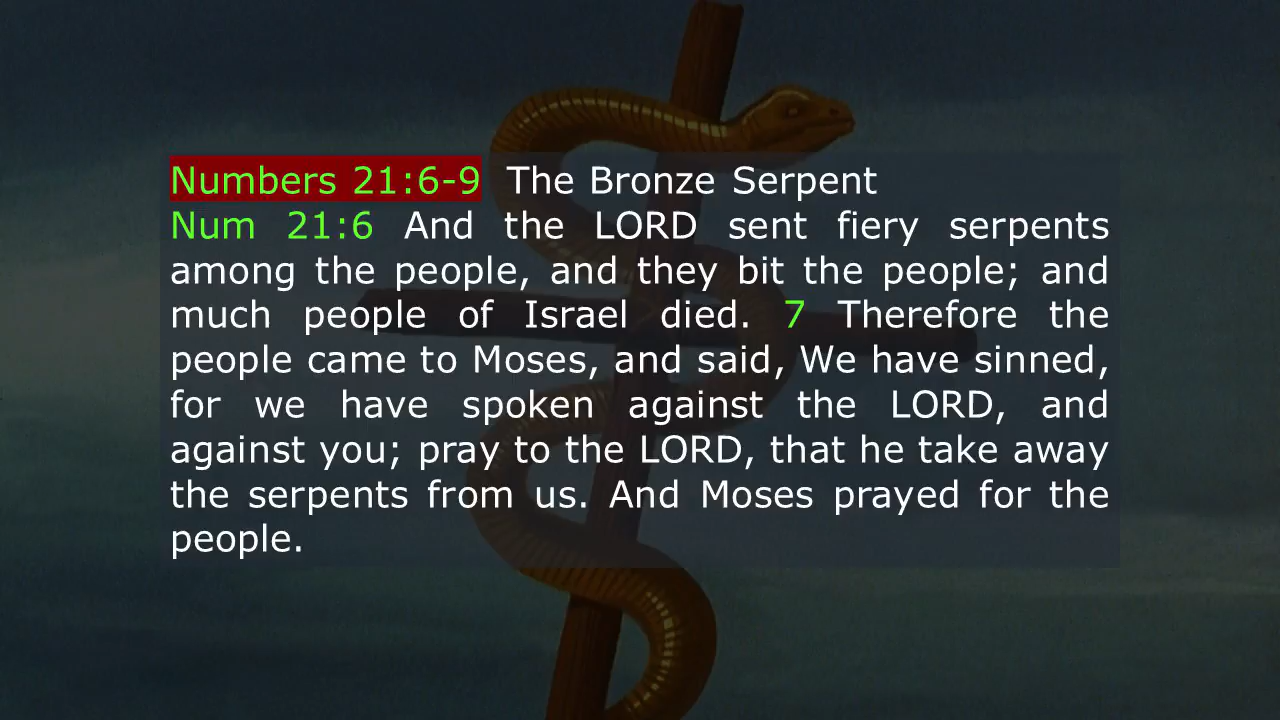 Numbers 21:6-9 The Bronze Serpent
Num 21:6 And the LORD sent fiery serpents
among the people, and they bit the people; and
much people of Israel died. 7 Therefore the
people came to Moses, and said, We have sinned,
for we have spoken against the LORD, and
against you; pray to the LORD, that he take away
the serpents from us. And Moses prayed for the
people.